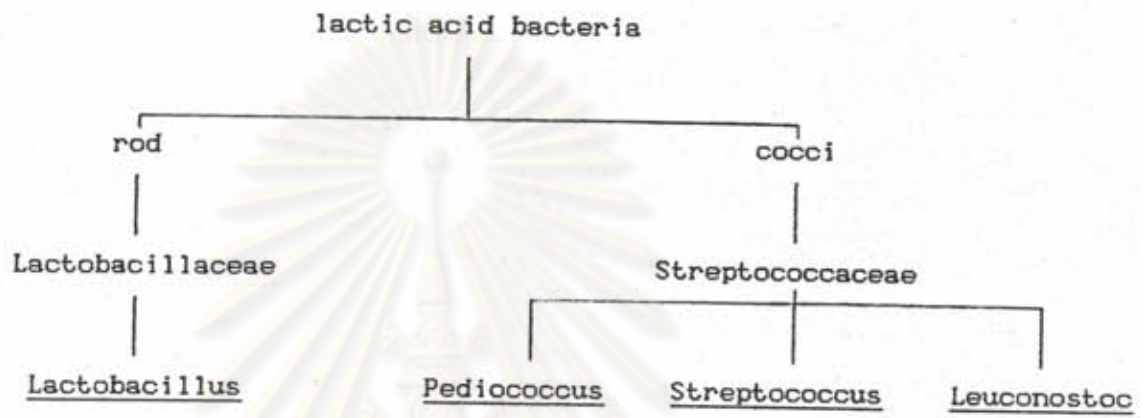 lactic acid bacteria
rod
cocci
Lactobacillaceae
Streptococcaceae
Lactobacillus
Pediococcus
Streptococcus
Leuconostoc